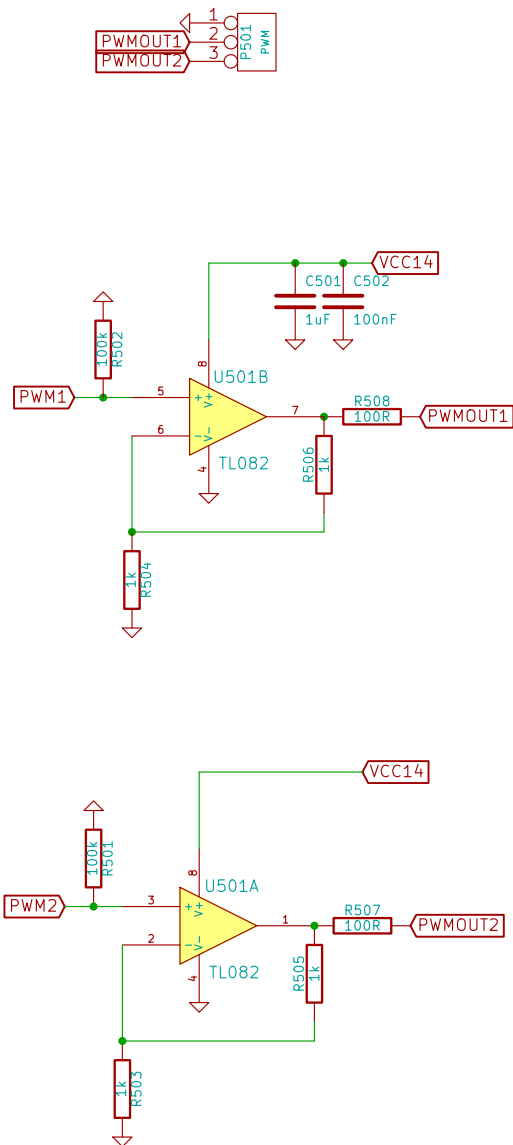 1
PWMOUT1 2
PWMOUT2 3
P501
PWM
VCC14
C501 C502
1uF 100nF
100k
R502
8
U501B
PWM1 5
+ V+
7
R508
100R
PWMOUT1
6
- V-
4
TL082
R506
1k
1k
R504
VCC14
100k
R501
8
U501A
PWM2 3
+ V+
1
R507
100R
PWMOUT2
2
- V-
4
TL082
R505
1k
1k
R503